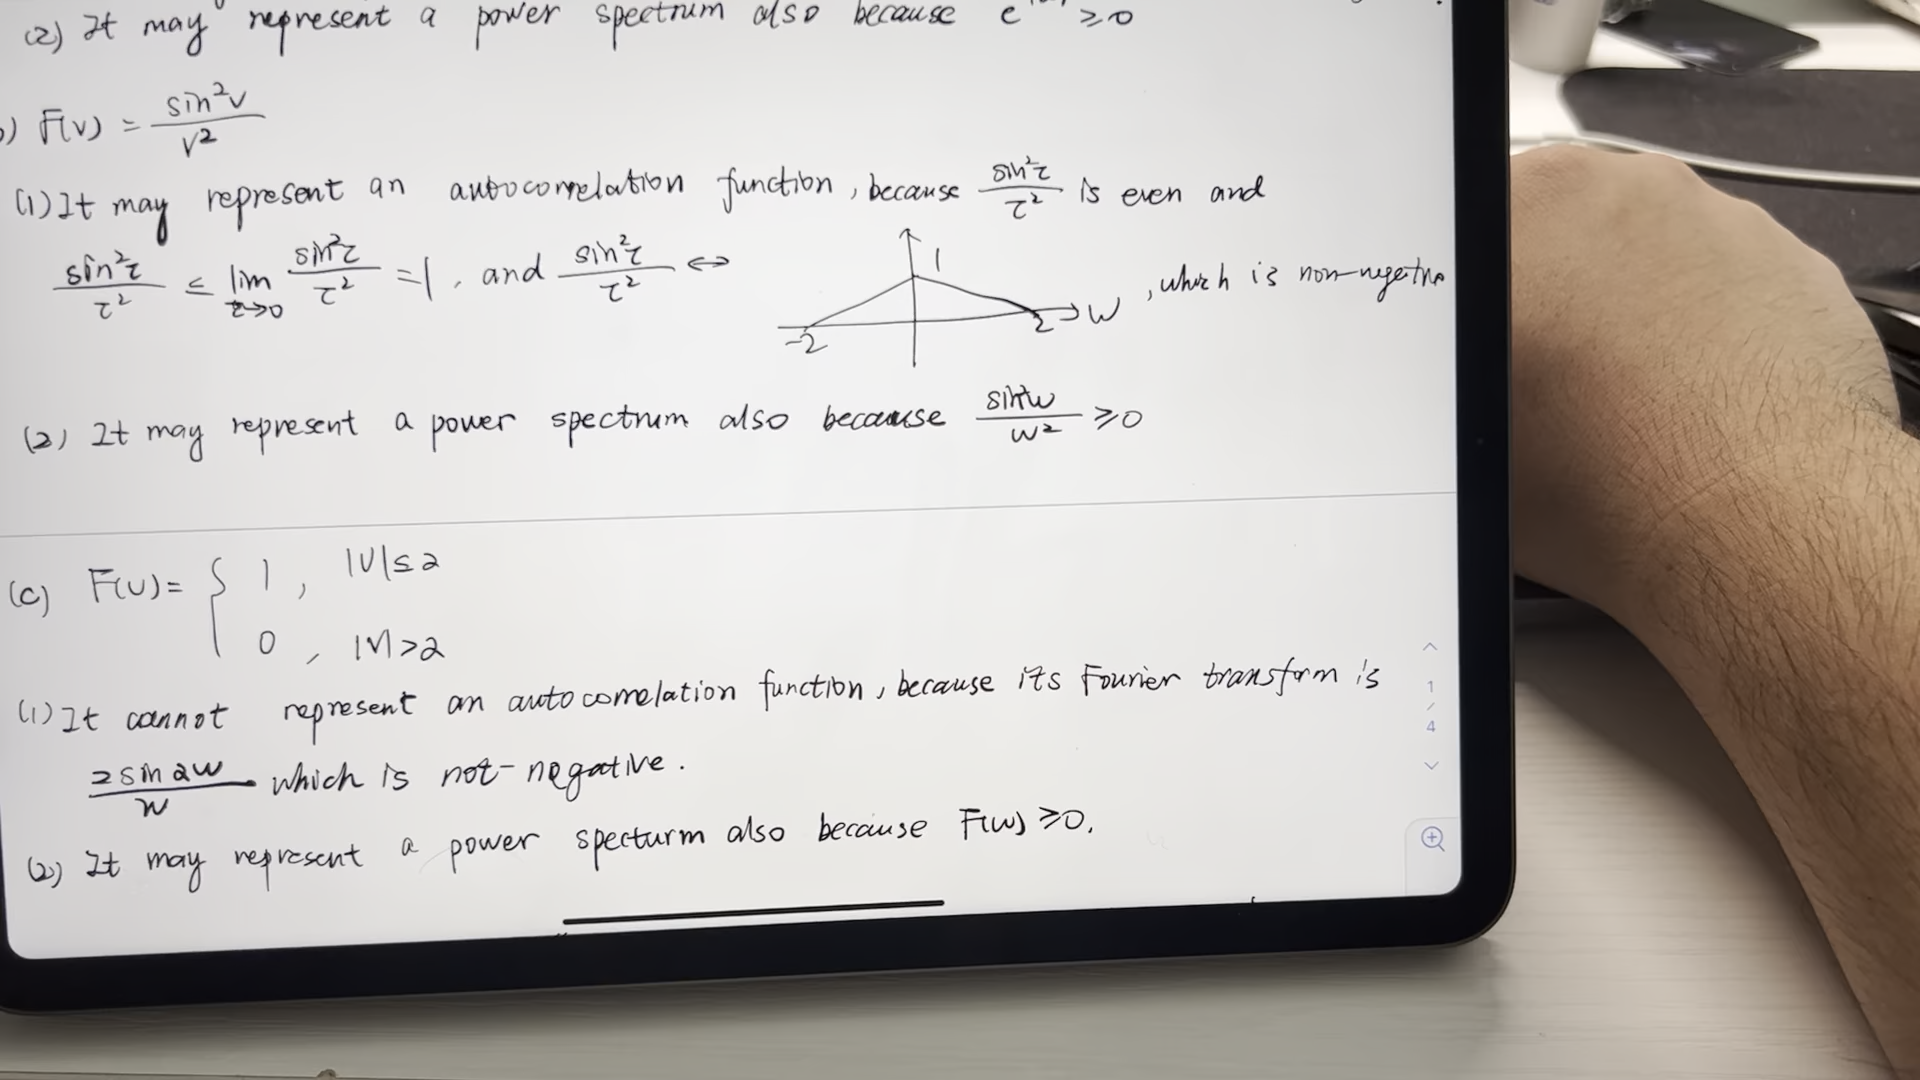 (2) It may represent a power spectrum also because e ≥0
) F(v) = sin²v / v²
(1) It may represent an autocorrelation function, because sin²τ / τ² is even and
sin²τ / τ² ≤ lim τ→0 sin²τ / τ² = 1, and sin²τ / τ² ↔ 1 -2 2 W , which is non-negative
(2) It may represent a power spectrum also because sin²w / w² ≥0
(c) F(v) = { 1, |v|≤2
0, |v|>2
(1) It cannot represent an autocorrelation function, because its Fourier transform is
2sin2w / w which is not-negative.
(2) It may represent a power specturm also because F(w) ≥0.
1
/
4